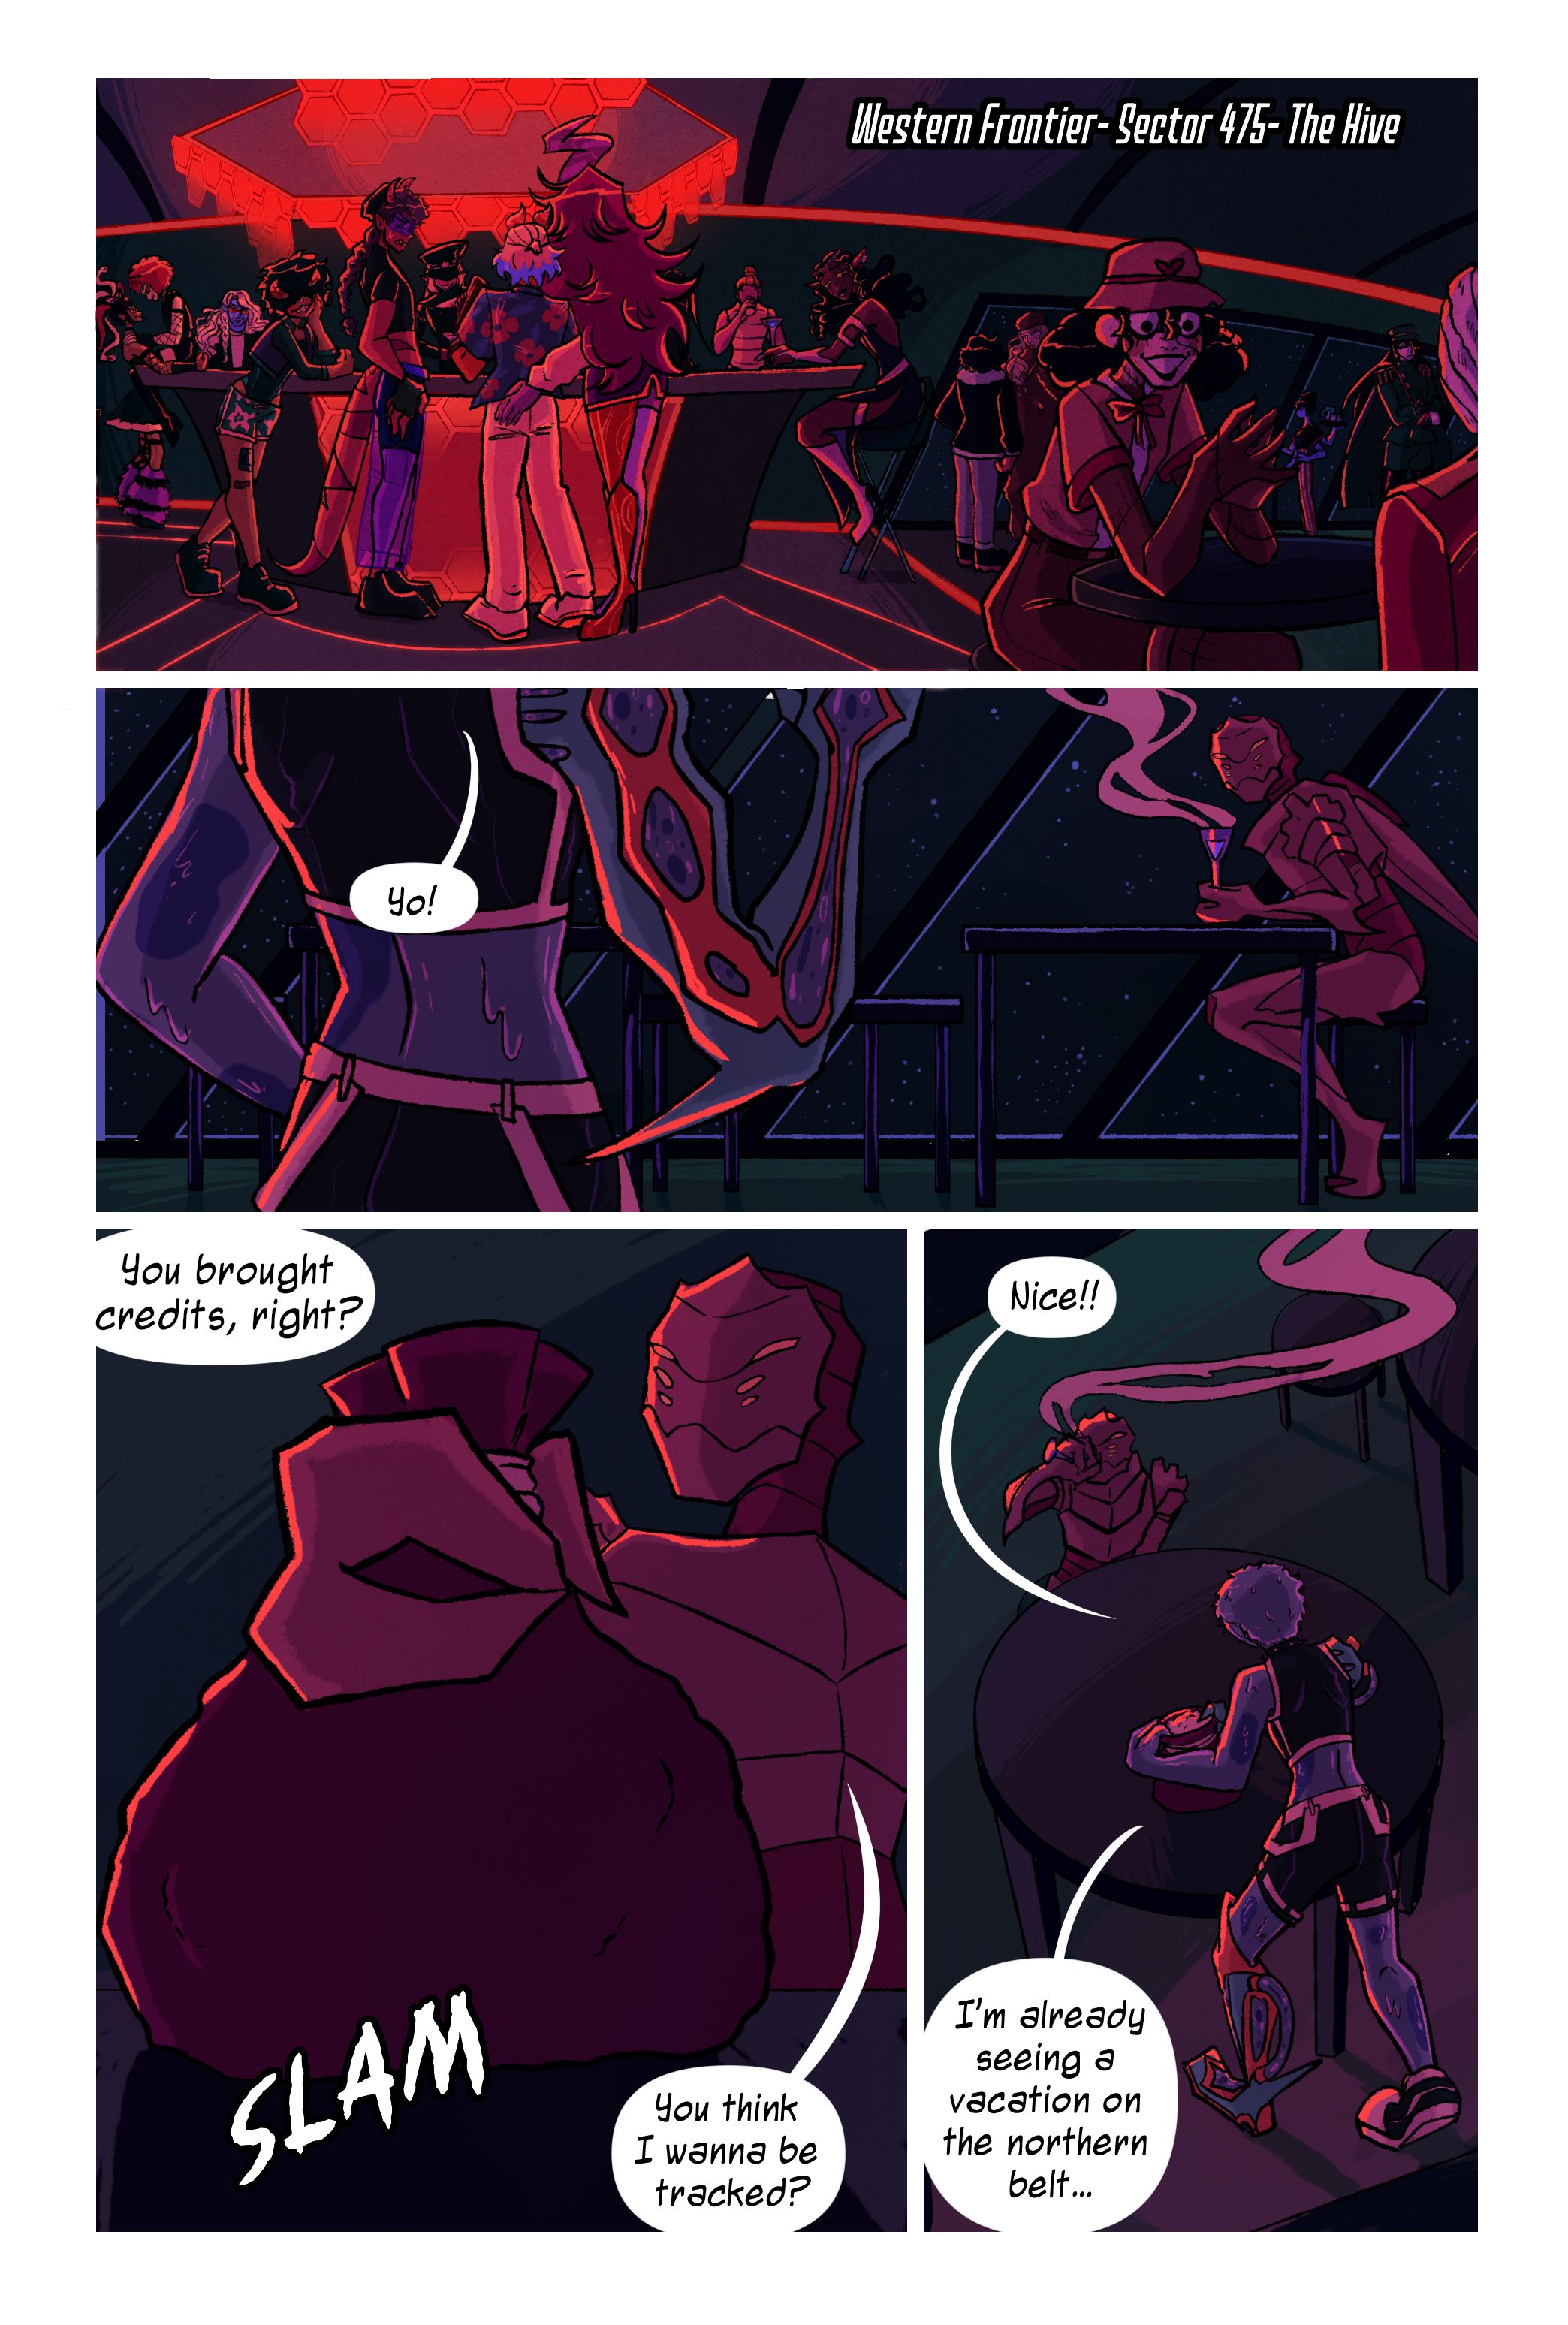 Western Frontier- Sector 475- The Hive
Yo!
You brought
credits, right?
SLAM
You think
I wanna be
tracked?
Nice!!
I'm already
seeing a
vacation on
the northern
belt...